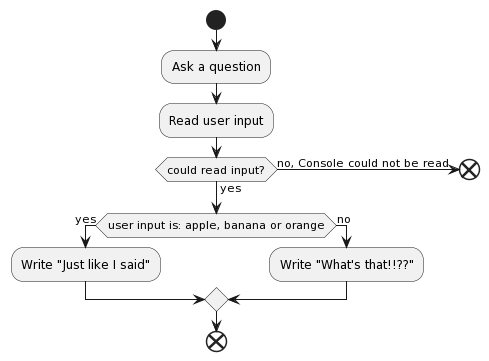 Ask a question
Read user input
could read input?
no, Console could not be read
yes
user input is: apple, banana or orange
yes
no
Write "Just like I said"
Write "What's that!!??"